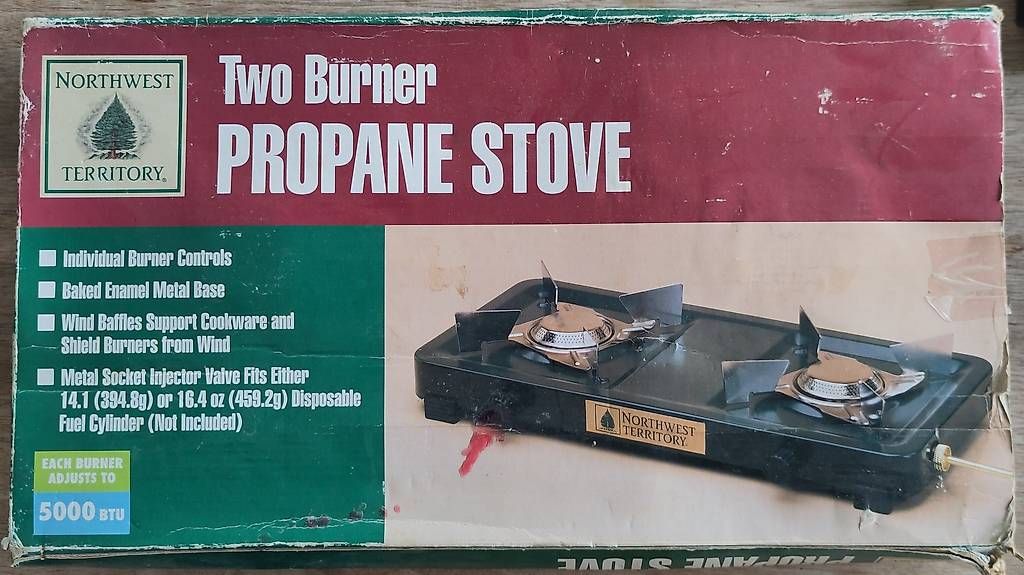 NORTHWEST
TERRITORY®
Two Burner
PROPANE STOVE
Individual Burner Controls
Baked Enamel Metal Base
Wind Baffles Support Cookware and
Shield Burners from Wind
Metal Socket Injector Valve Fits Either
14.1 (394.8g) or 16.4 oz (459.2g) Disposable
Fuel Cylinder (Not Included)
EACH BURNER
ADJUSTS TO
5000 BTU
NORTHWEST
TERRITORY
PROPANE STOVE